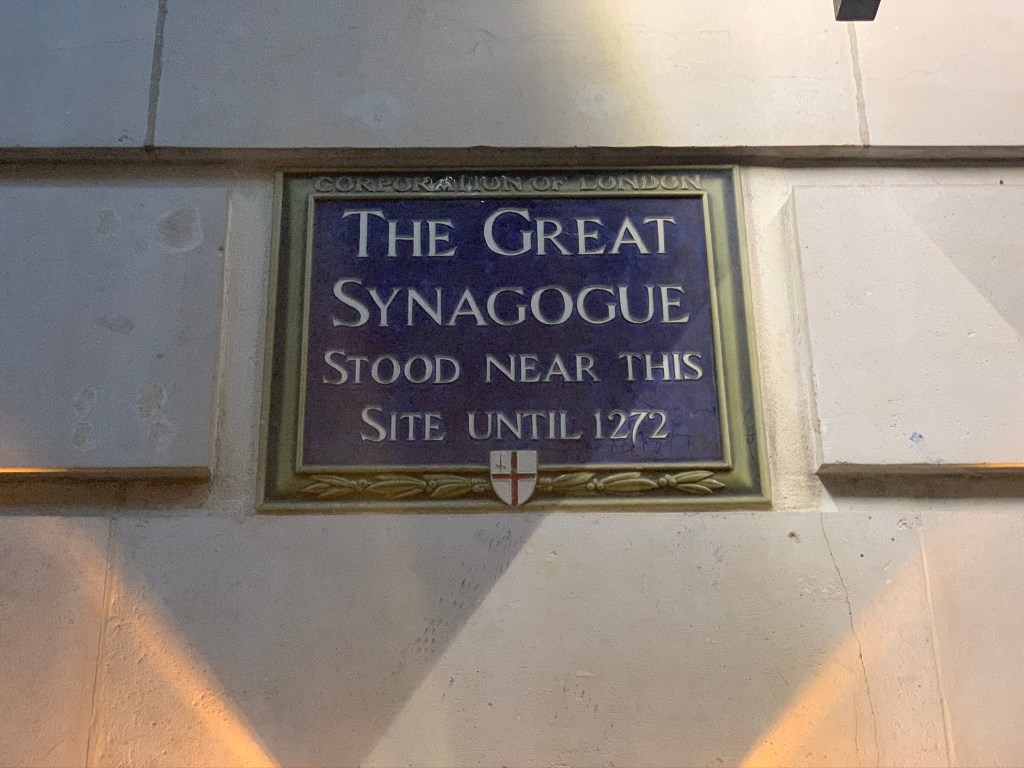 CORPORATION OF LONDON
THE GREAT
SYNAGOGUE
STOOD NEAR THIS
SITE UNTIL 1272